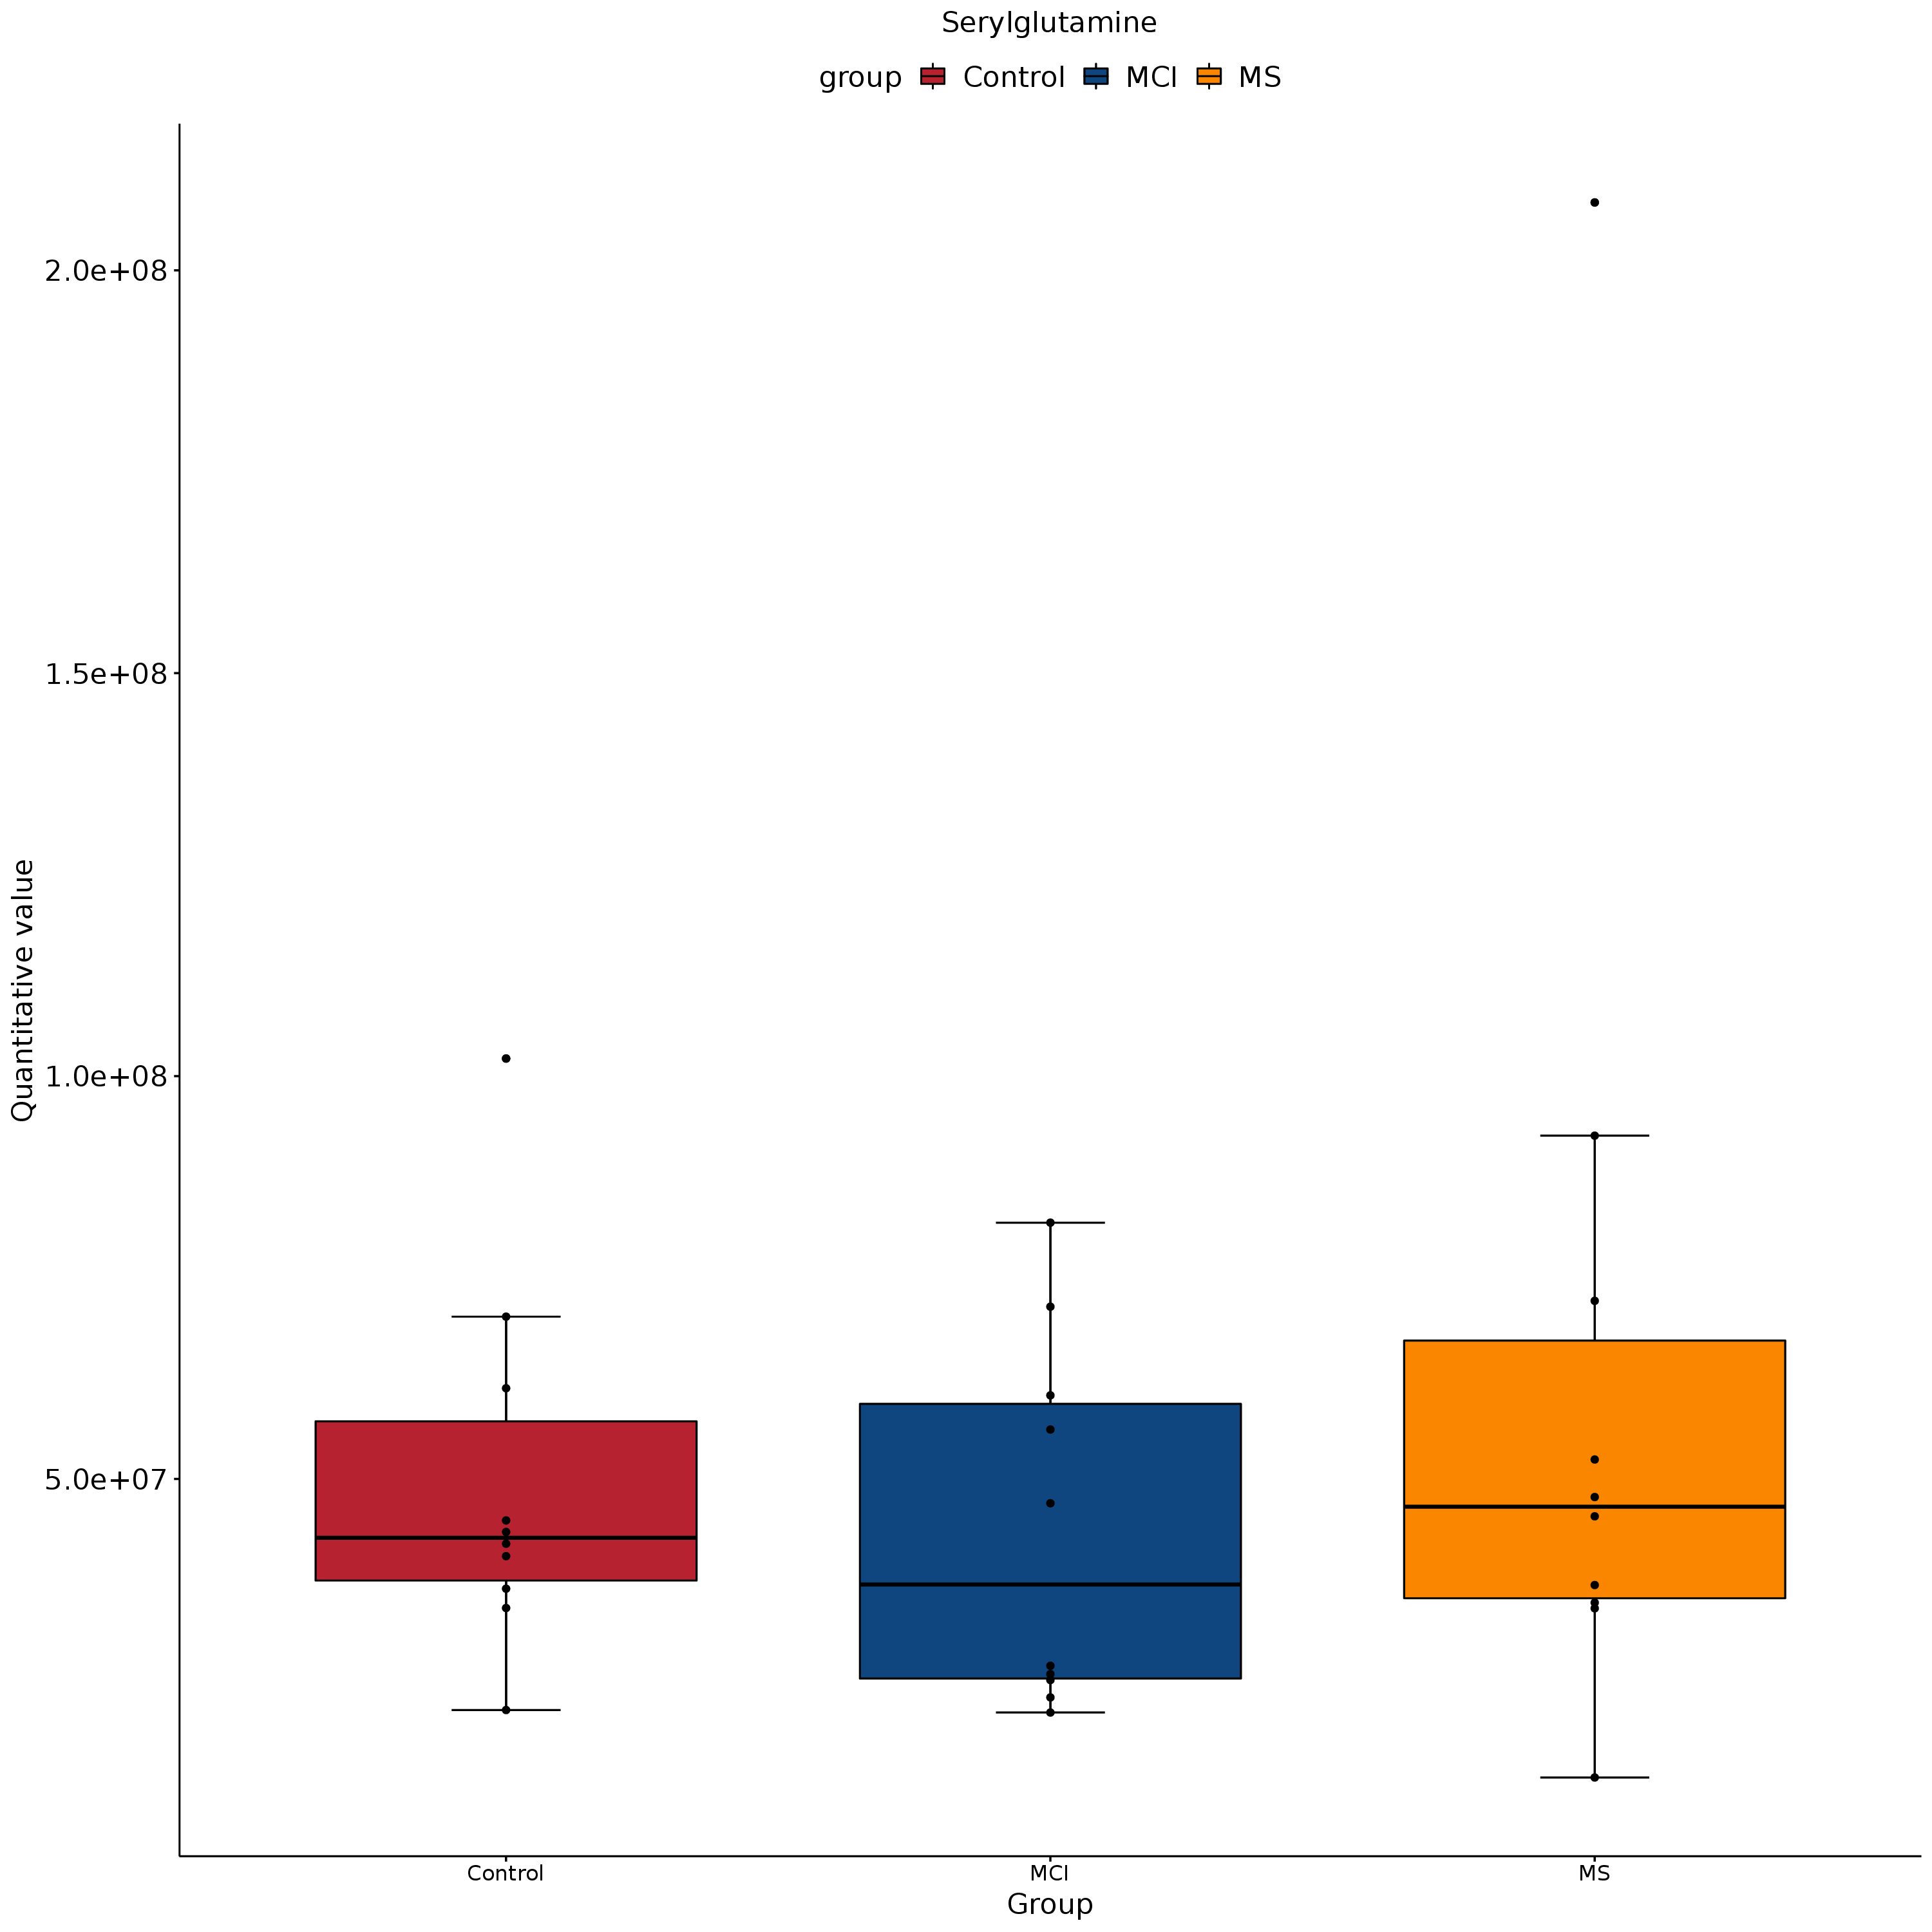 Serylglutamine
group Control MCI MS
2.0e+08
1.5e+08
1.0e+08
5.0e+07
Quantitative value
Control MCI MS
Group